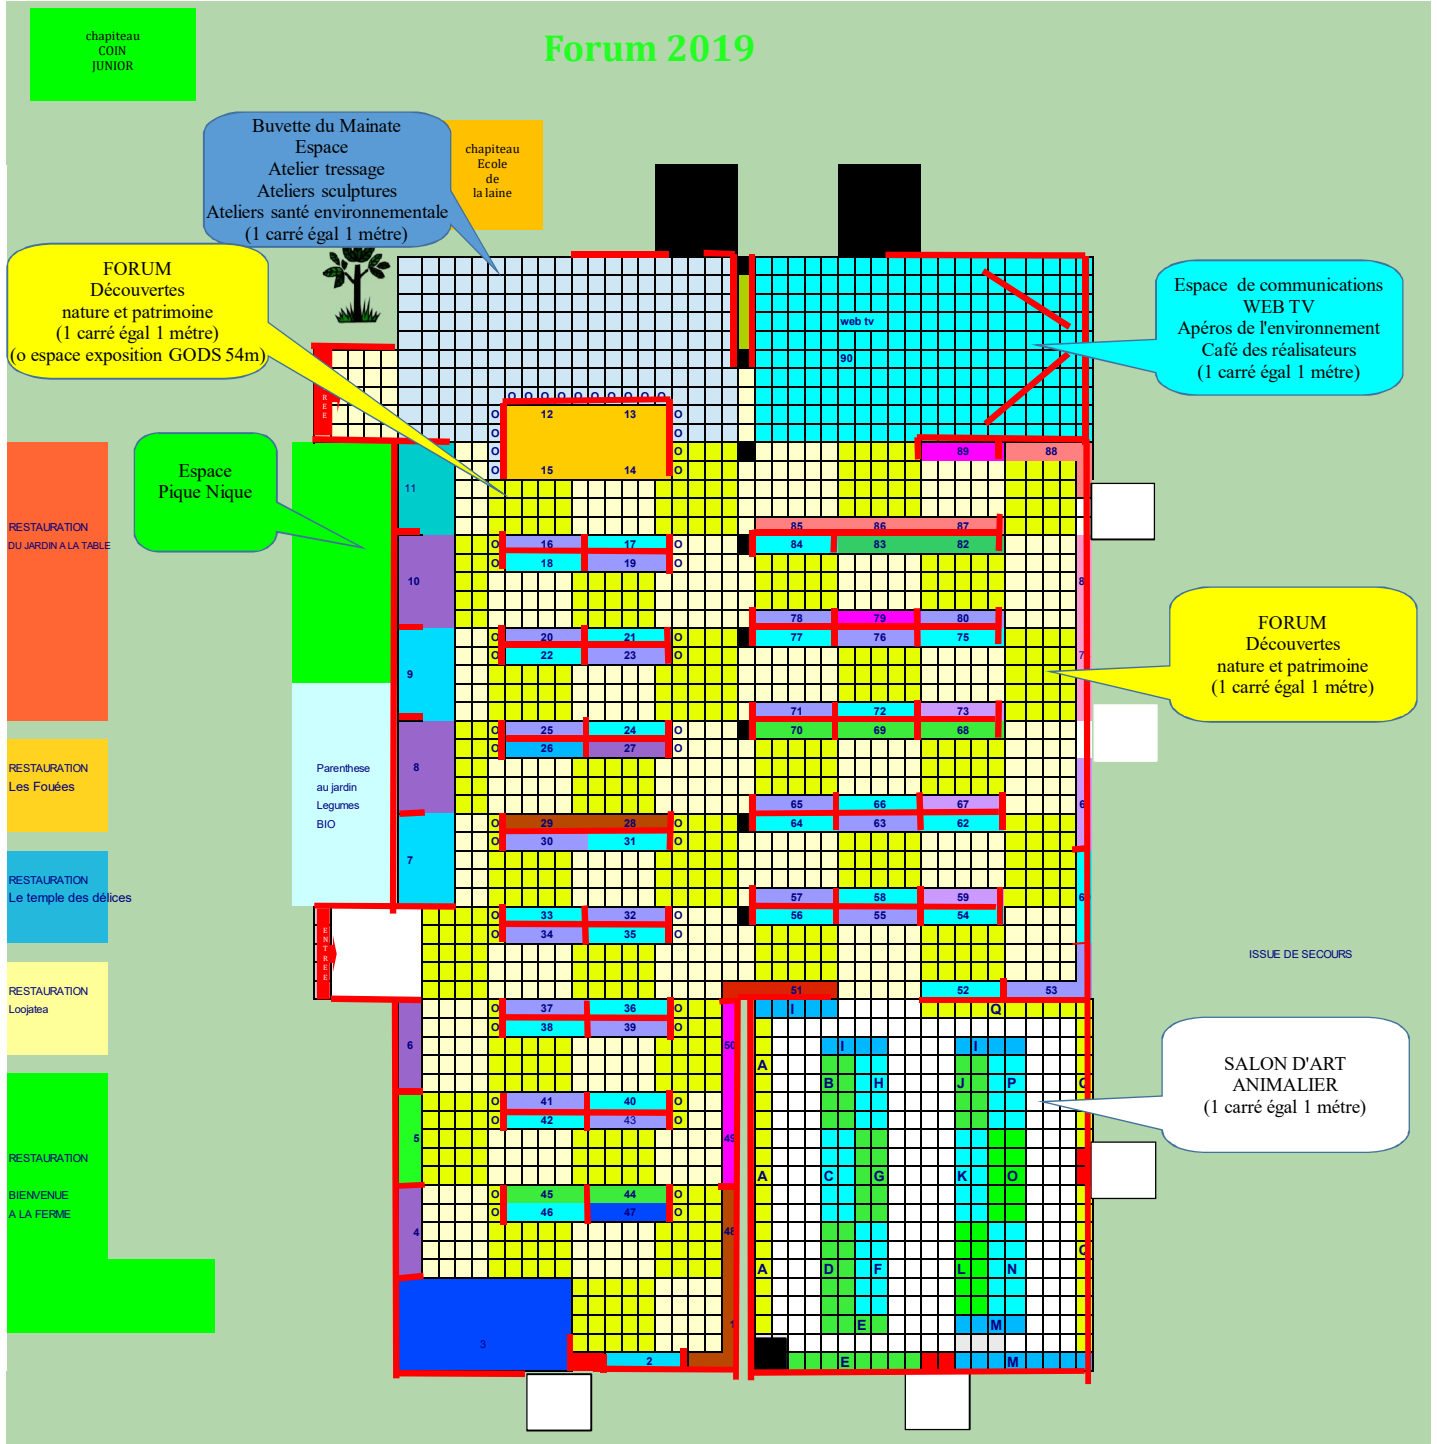 Forum 2019
chapiteau
COIN
JUNIOR
Buvette du Mainate
Espace
Atelier tressage
Ateliers sculptures
Ateliers santé environnementale
(1 carré égal 1 métre)
chapiteau
Ecole
de
la laine
FORUM
Découvertes
nature et patrimoine
(1 carré égal 1 métre)
(o espace exposition GODS 54m)
Espace de communications
WEB TV
Apéros de l'environnement
Café des réalisateurs
(1 carré égal 1 métre)
web tv
90
R
E
E
O O O O O O O O O O
O 12 13 O
O O
O O
O 15 14 O
89 88
Espace
Pique Nique
11
RESTAURATION
DU JARDIN A LA TABLE
85 86 87
O 16 17 O 84 83 82
O 18 19 O
10
8
FORUM
Découvertes
nature et patrimoine
(1 carré égal 1 métre)
78 79 80
O 20 21 O 77 76 75
O 22 23 O
7
9
71 72 73
O 25 24 O 70 69 68
O 26 27 O
RESTAURATION
Les Fouées
8
Parenthese
au jardin
Legumes
BIO
65 66 67 6
O 29 28 O 64 63 62
O 30 31 O
7
RESTAURATION
Le temple des délices
57 58 59 6
O 33 32 O 56 55 54
O 34 35 O
E
N
T
R
E
E
ISSUE DE SECOURS
RESTAURATION
Loojatea
51 52 53
O 37 36 O I Q
O 38 39 O
6 50 I I
A
B H J P Q
SALON D'ART
ANIMALIER
(1 carré égal 1 métre)
O 41 40 O
O 42 43 O
5 49
RESTAURATION
BIENVENUE
A LA FERME
A C G K O
O 45 44 O
O 46 47 O
4 48
Q
A D F L N
1 E M
3
2 E M